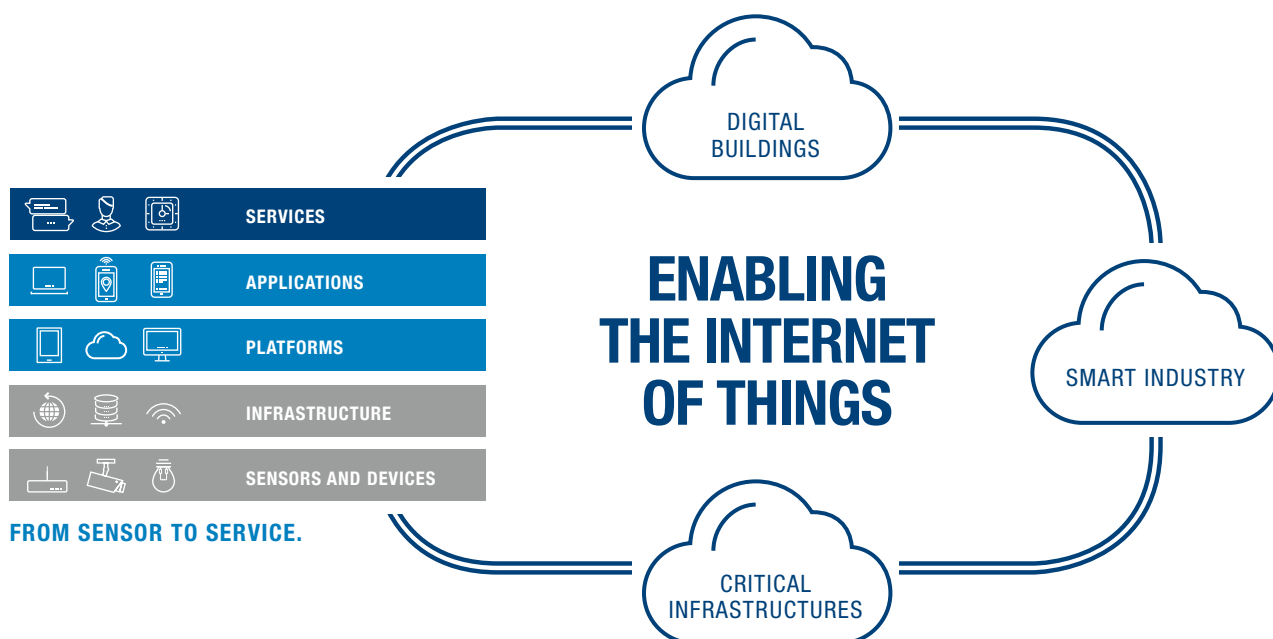 DIGITAL
BUILDINGS
SERVICES
APPLICATIONS
PLATFORMS
INFRASTRUCTURE
SENSORS AND DEVICES
FROM SENSOR TO SERVICE.
ENABLING
THE INTERNET
OF THINGS
SMART INDUSTRY
CRITICAL
INFRASTRUCTURES